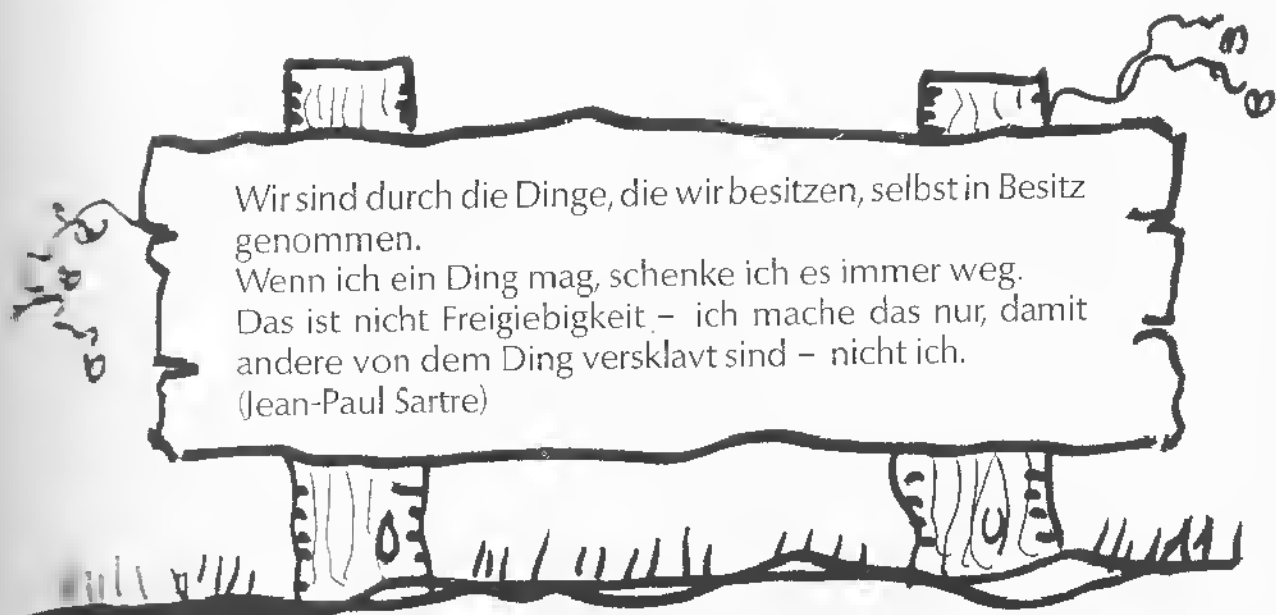 Wir sind durch die Dinge, die wir besitzen, selbst in Besitz
genommen.
Wenn ich ein Ding mag, schenke ich es immer weg.
Das ist nicht Freigiebigkeit – ich mache das nur, damit
andere von dem Ding versklavt sind – nicht ich.
(Jean-Paul Sartre)